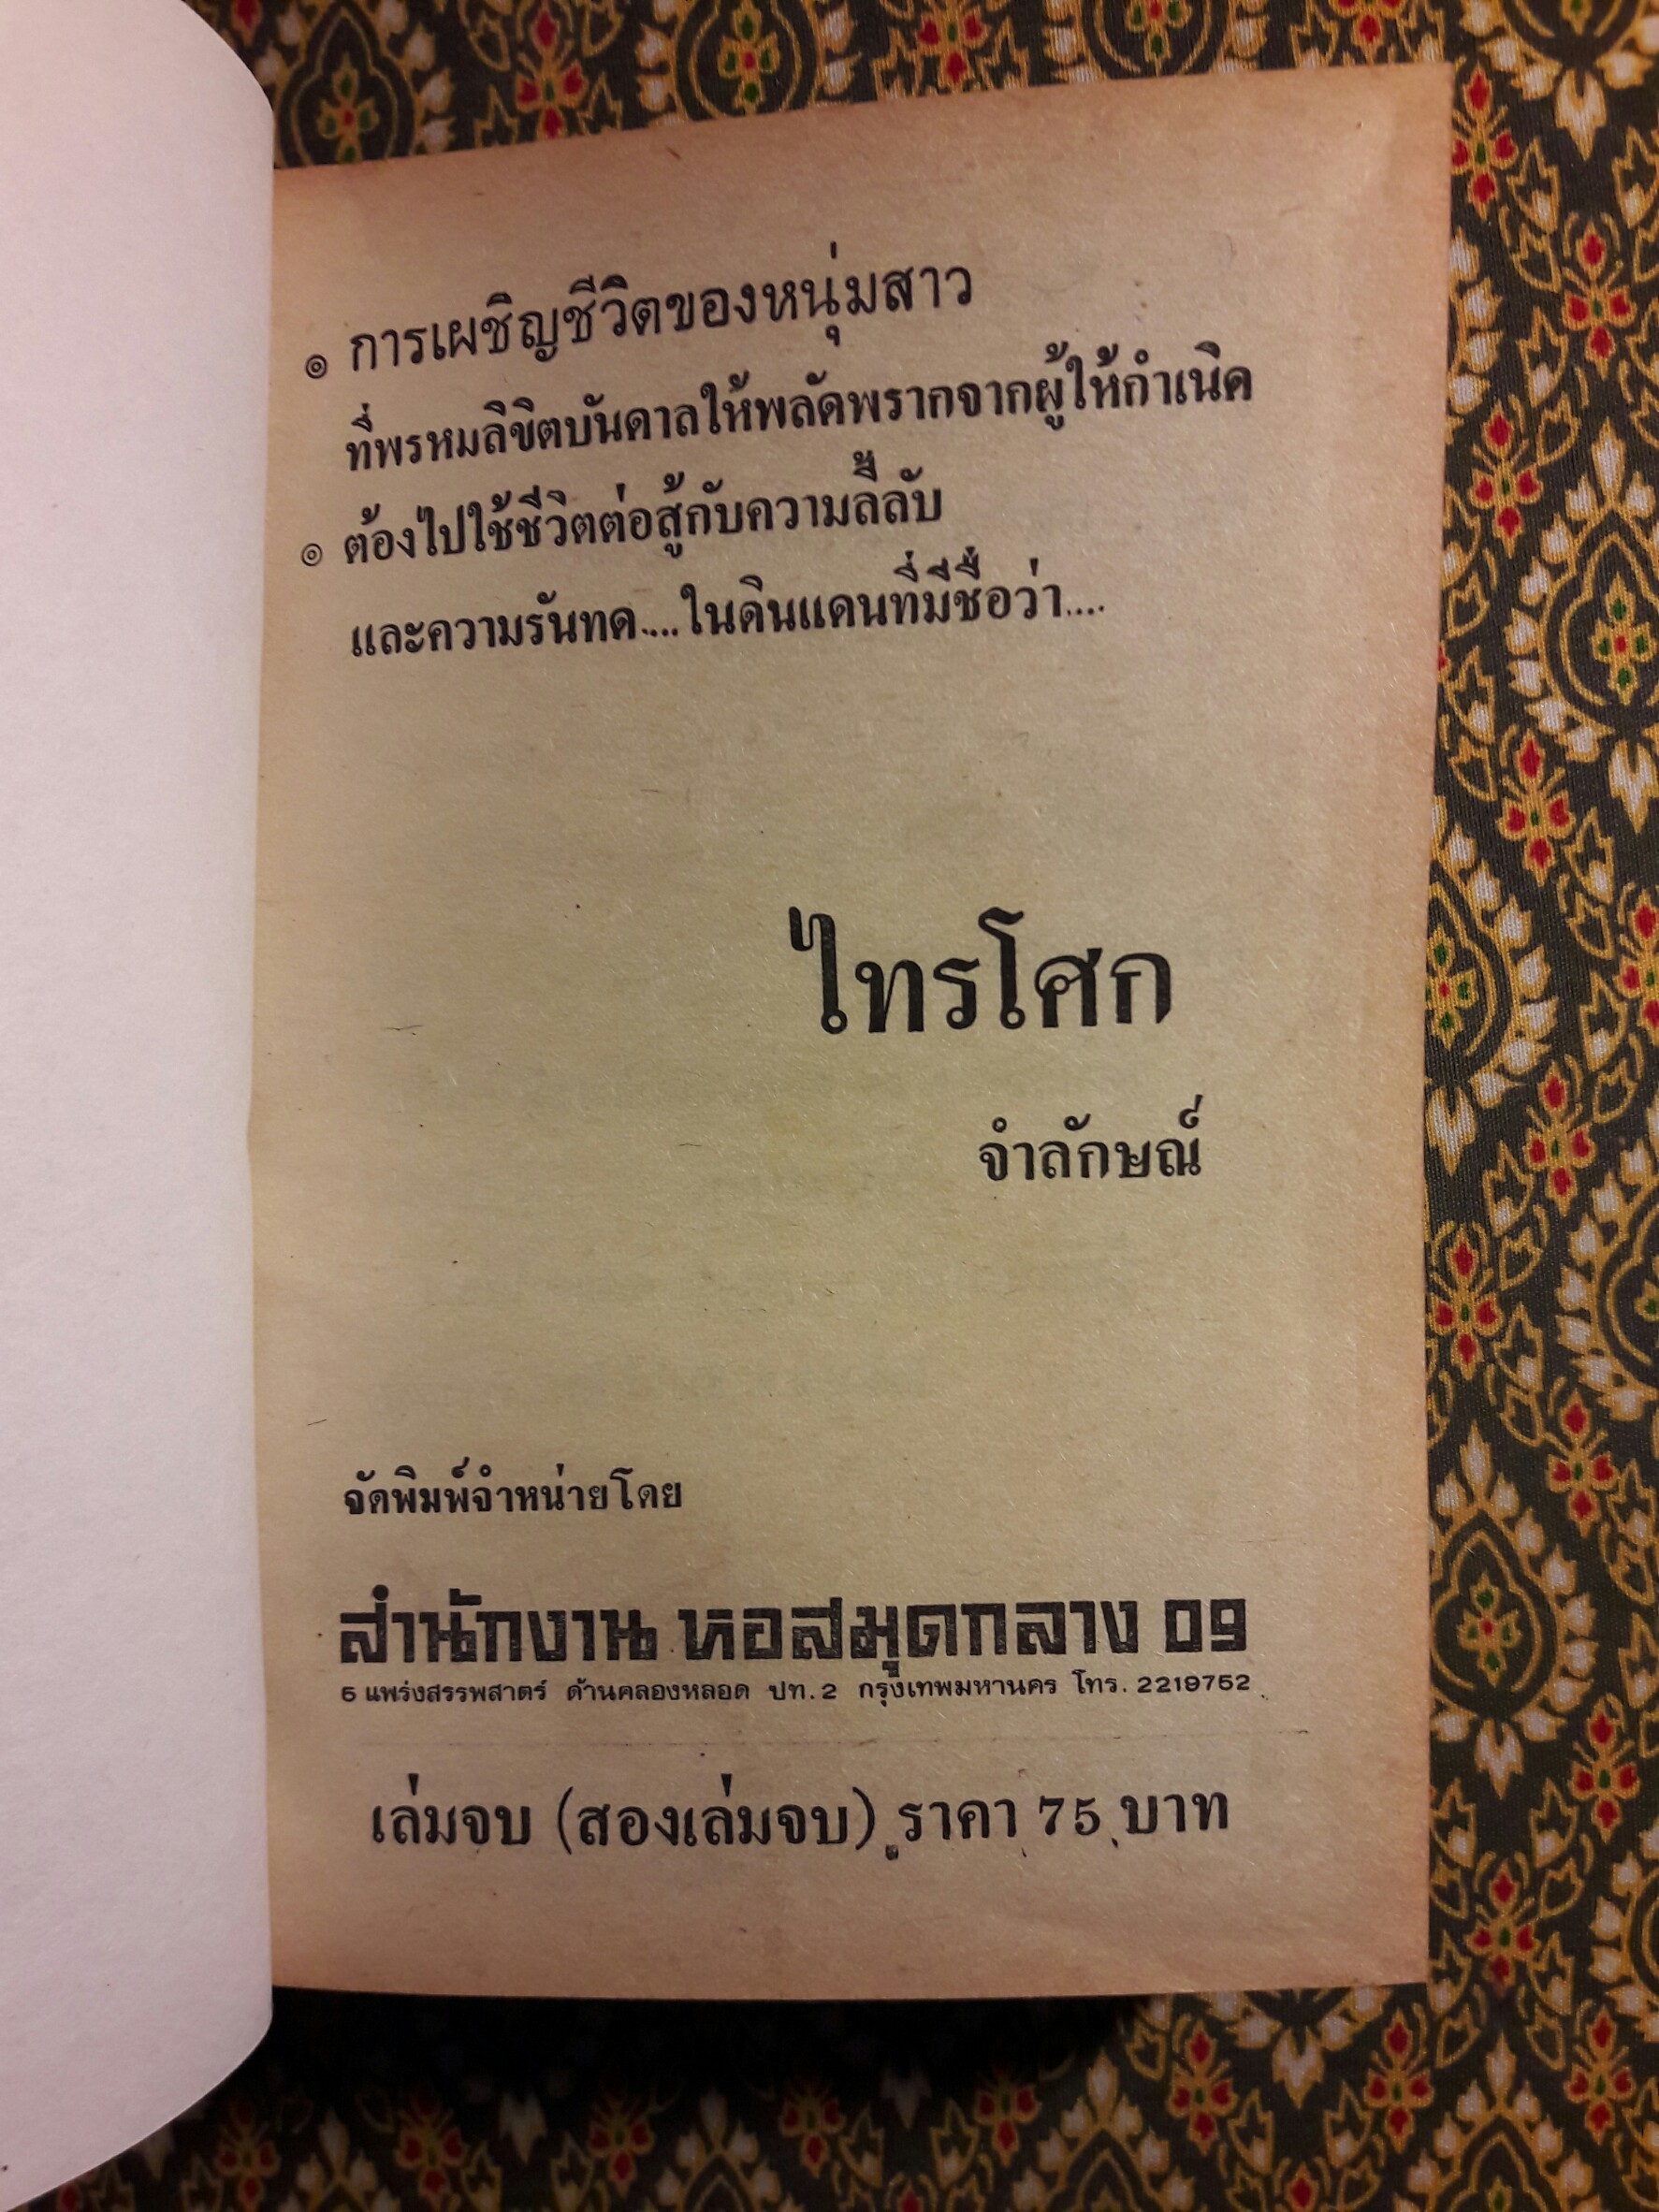 ๏ การเผชิญชีวิตของหนุ่มสาว
ที่พรหมลิขิตบันดาลให้พลัดพรากจากผู้ให้กำเนิด
๏ ต้องไปใช้ชีวิตต่อสู้กับความลี้ลับ
และความรันทด....ในดินแดนที่มีชื่อว่า....
ไทรโศก
จำลักษณ์
จัดพิมพ์จำหน่ายโดย
สำนักงาน หอสมุดกลาง 09
5 แพร่งสรรพสาตร์ ด้านคลองหลอด ปท. 2 กรุงเทพมหานคร โทร. 2219752
เล่มจบ (สองเล่มจบ) ราคา 75 บาท